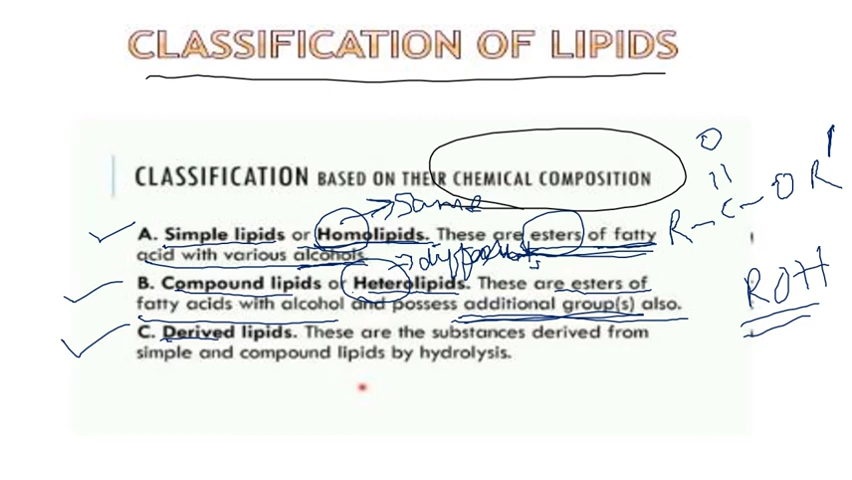 CLASSIFICATION OF LIPIDS
CLASSIFICATION BASED ON THEIR CHEMICAL COMPOSITION
→ Same
A. Simple lipids or Homolipids. These are esters of fatty
acid with various alcohols.
→ different
B. Compound lipids or Heterolipids. These are esters of
fatty acids with alcohol and possess additional group(s) also.
C. Derived lipids. These are the substances derived from
simple and compound lipids by hydrolysis.
O
||
R-C-OR'
ROH